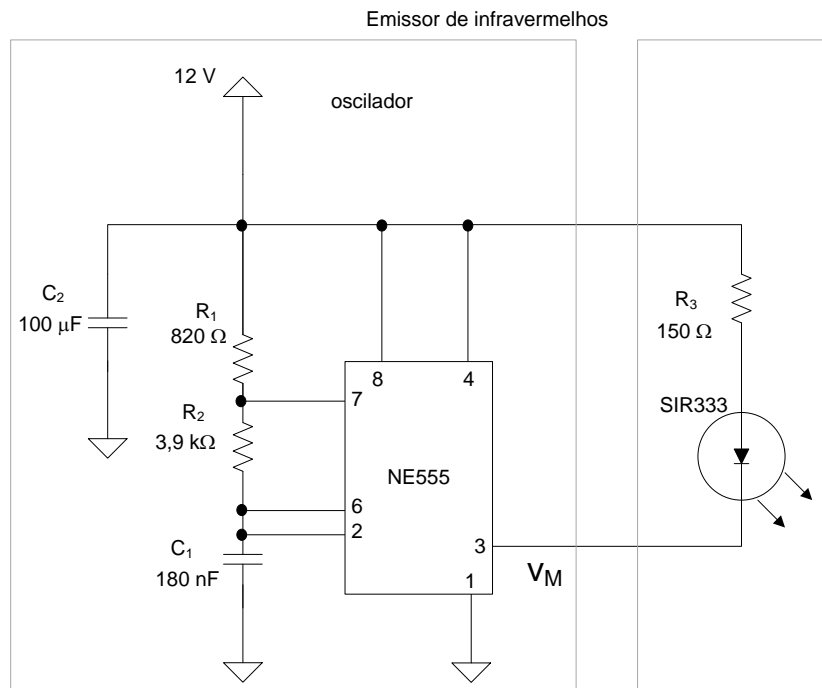 Emissor de infravermelhos
12 V
oscilador
C₂
100 μF
R₁
820 Ω
R₃
150 Ω
8
4
7
R₂
3,9 kΩ
SIR333
NE555
6
2
C₁
180 nF
3
1
VM